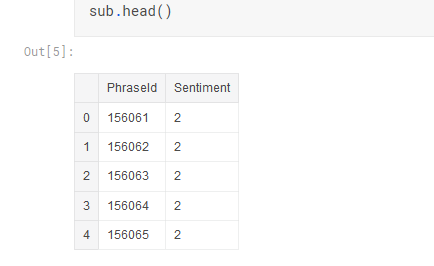 sub.head()
Out[5]:
PhraseId Sentiment
0 156061 2
1 156062 2
2 156063 2
3 156064 2
4 156065 2